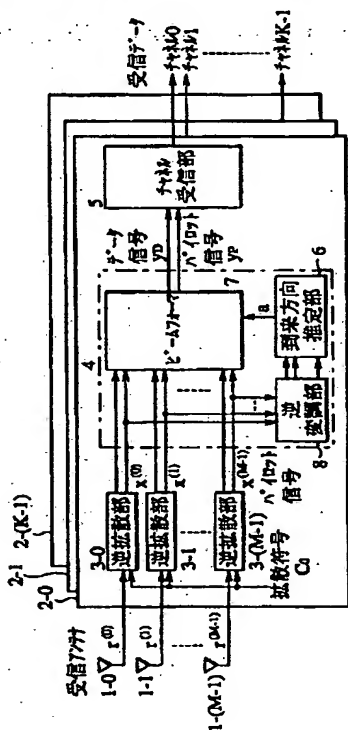 受信データ
チャネル0
チャネル1
チャネルK-1
2-(K-1)
2-1
2-0
5
チャネル
受信部
データ
信号
yD
パイロット
信号
yP
4
ビームフォーマ
7
6
到来方向
推定部
a
逆
変調部
8
3-0
逆拡散部
x(0)
逆拡散部
x(1)
3-1
逆拡散部
x(M-1)
3-(M-1)
パイロット
信号
拡散符号
Cd
受信アンテナ
1-0
r(0)
1-1
r(1)
1-(M-1)
r(M-1)